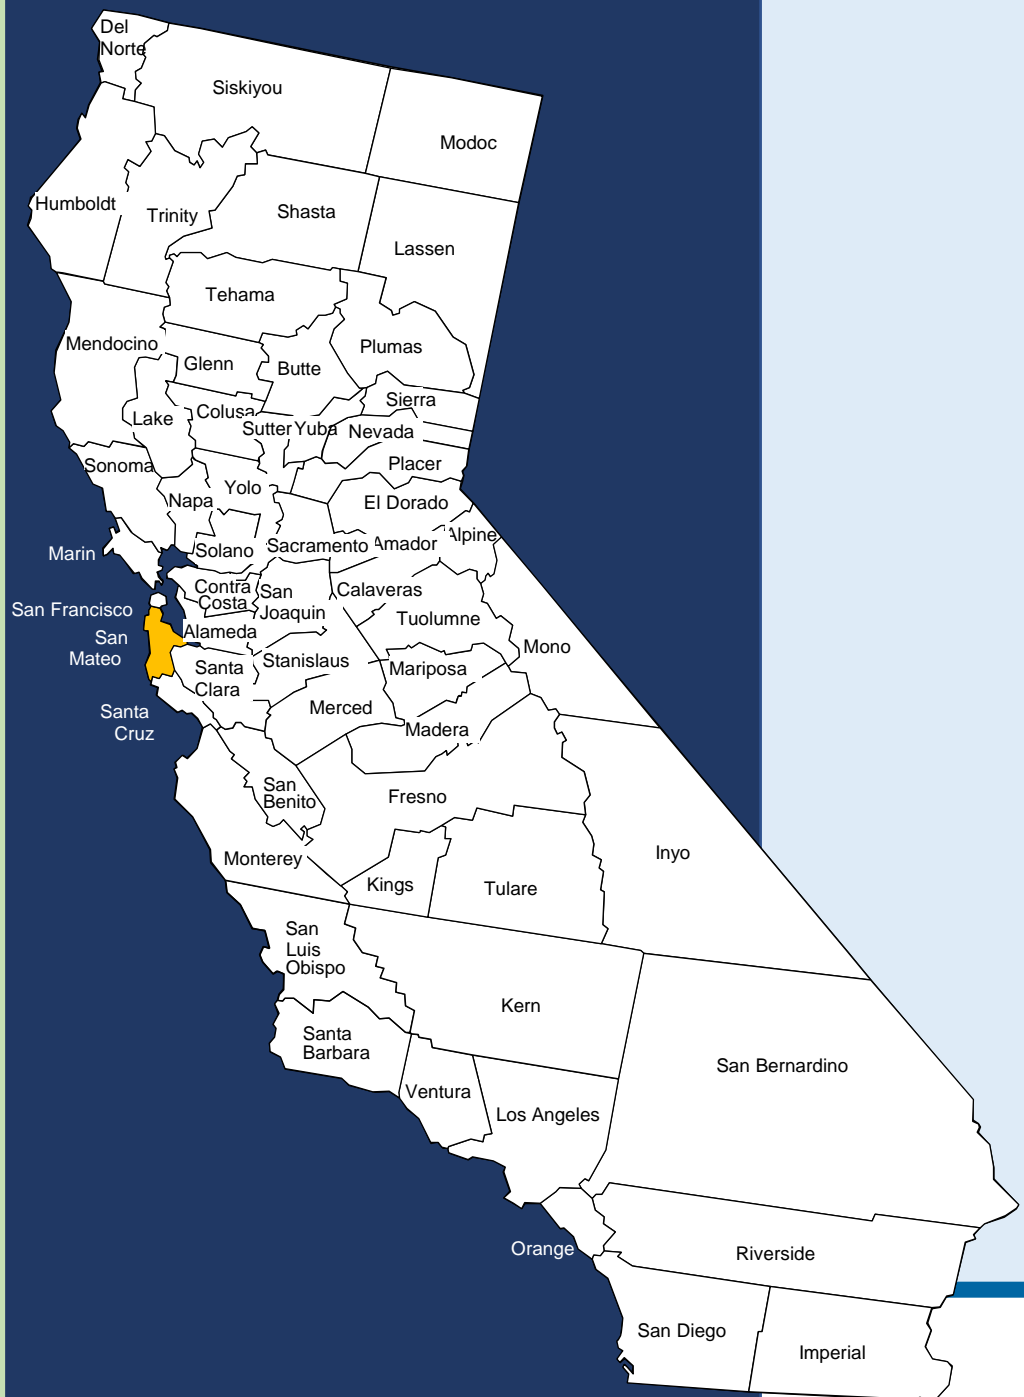 Del
Norte
Siskiyou
Modoc
Humboldt
Trinity
Shasta
Lassen
Tehama
Mendocino
Glenn
Butte
Plumas
Lake
Colusa
Sutter
Yuba
Sierra
Nevada
Placer
Sonoma
Napa
Yolo
El Dorado
Marin
Solano
Sacramento
Amador
Alpine
San Francisco
Contra
Costa
San
Joaquin
Calaveras
Tuolumne
Mono
San
Mateo
Alameda
Santa
Clara
Stanislaus
Mariposa
Santa
Cruz
Merced
Madera
San
Benito
Fresno
Monterey
Kings
Tulare
Inyo
San
Luis
Obispo
Kern
Santa
Barbara
Ventura
Los Angeles
San Bernardino
Orange
Riverside
San Diego
Imperial